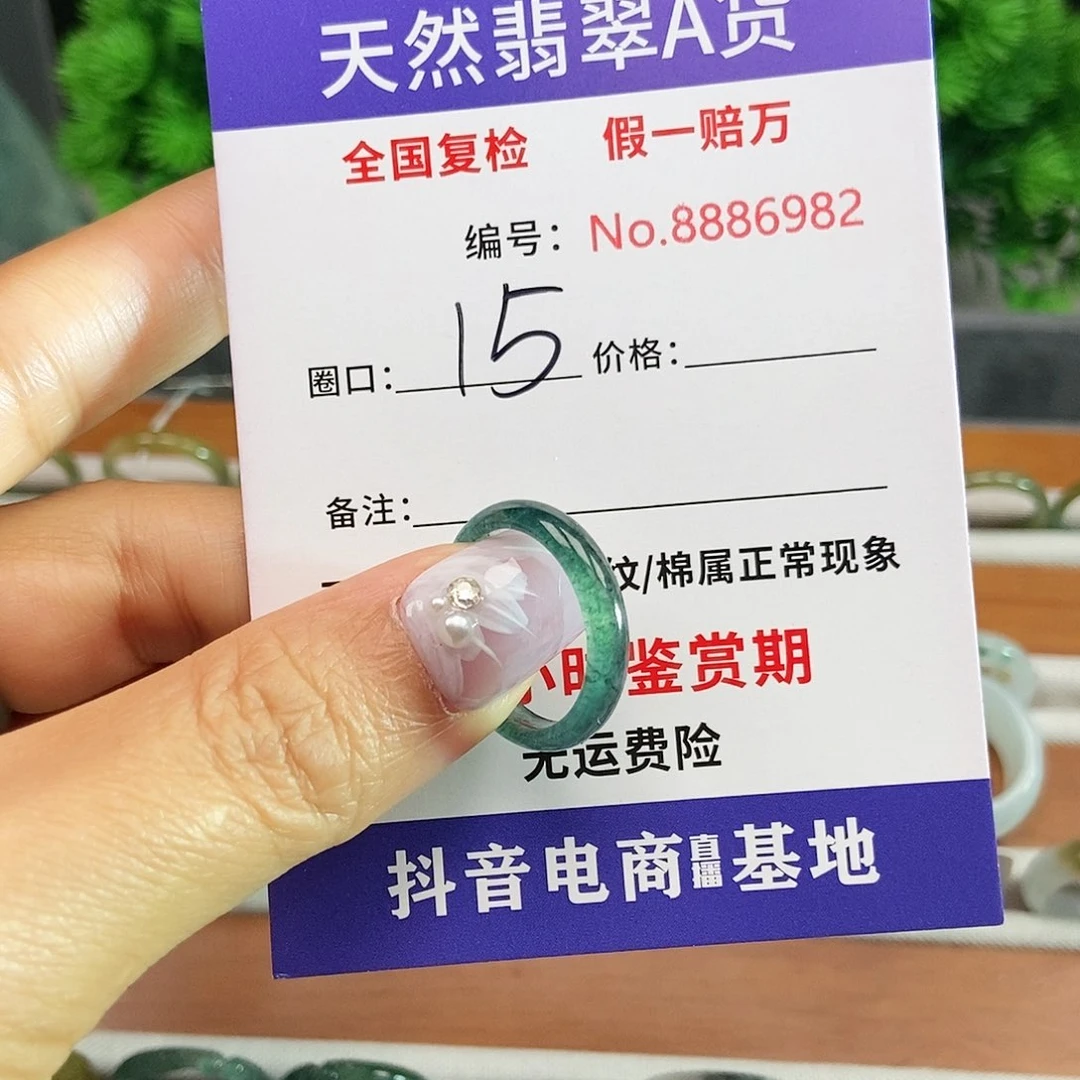 天然翡翠A货
全国复检 假一赔万
编号：No.8886982
圈口：15 价格：
备注：
纹/棉属正常现象
小时鉴赏期
无运费险
抖音电商直播基地